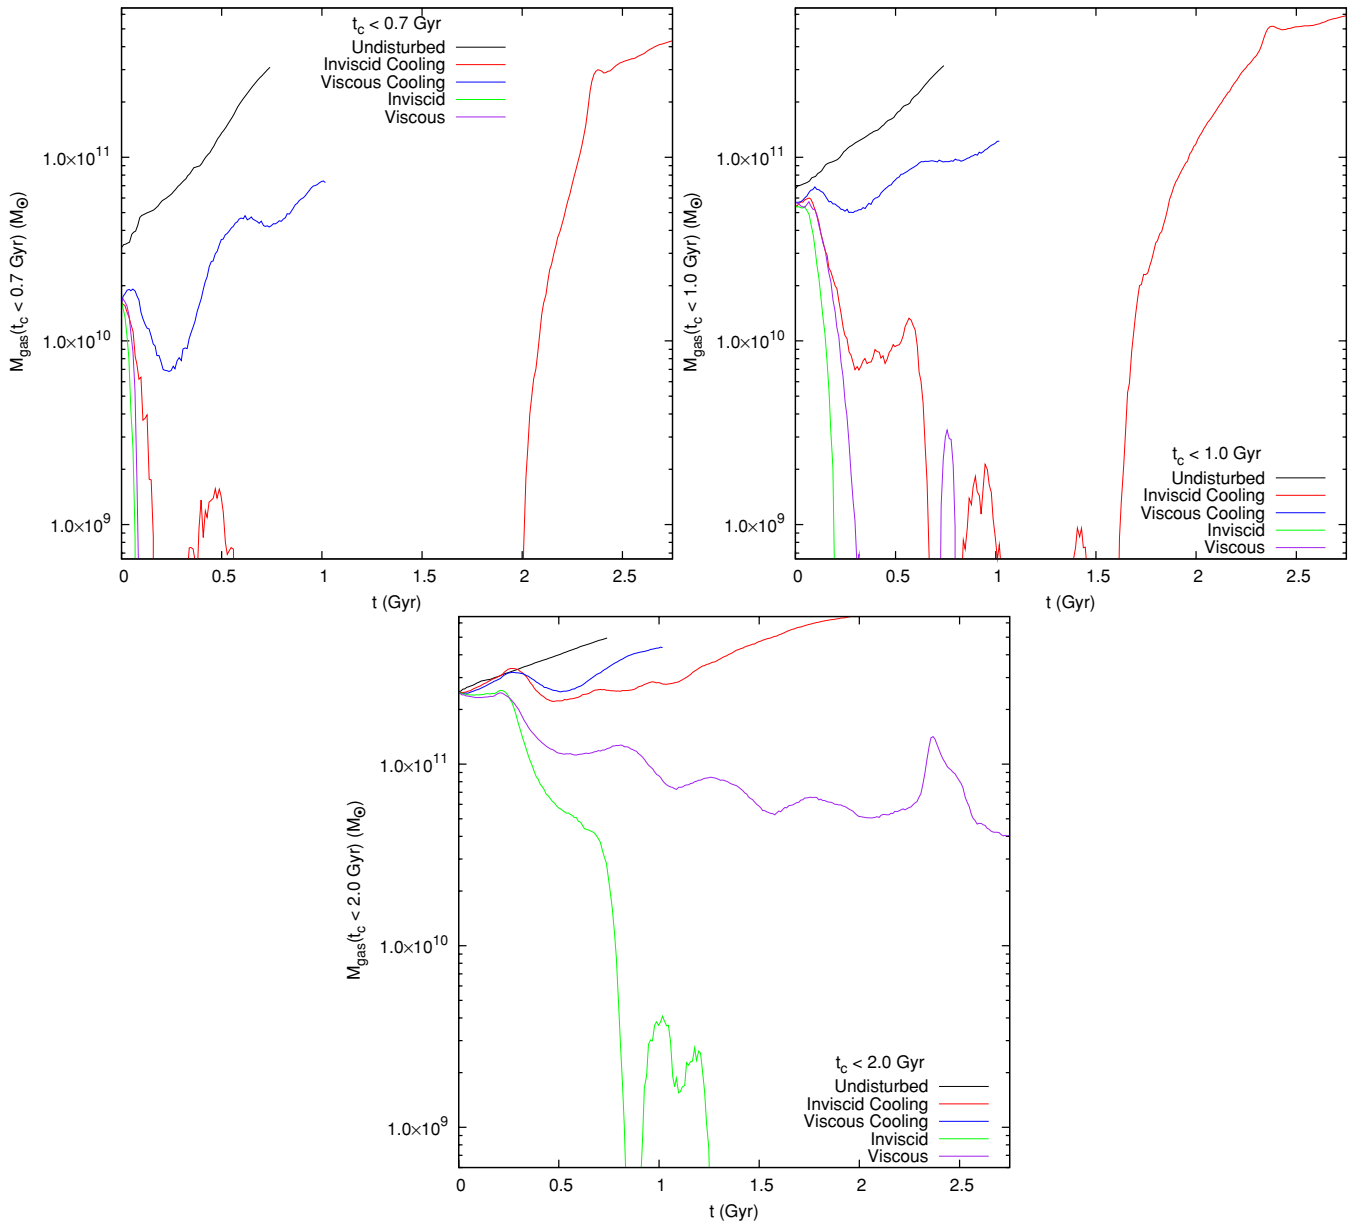 t_c < 0.7 Gyr
Undisturbed
Inviscid Cooling
Viscous Cooling
Inviscid
Viscous
1.0×10^11
1.0×10^10
1.0×10^9
M_gas(t_c < 0.7 Gyr) (M_⊙)
0 0.5 1 1.5 2 2.5
t (Gyr)
1.0×10^11
1.0×10^10
1.0×10^9
M_gas(t_c < 1.0 Gyr) (M_⊙)
t_c < 1.0 Gyr
Undisturbed
Inviscid Cooling
Viscous Cooling
Inviscid
Viscous
0 0.5 1 1.5 2 2.5
t (Gyr)
1.0×10^11
1.0×10^10
1.0×10^9
M_gas(t_c < 2.0 Gyr) (M_⊙)
t_c < 2.0 Gyr
Undisturbed
Inviscid Cooling
Viscous Cooling
Inviscid
Viscous
0 0.5 1 1.5 2 2.5
t (Gyr)